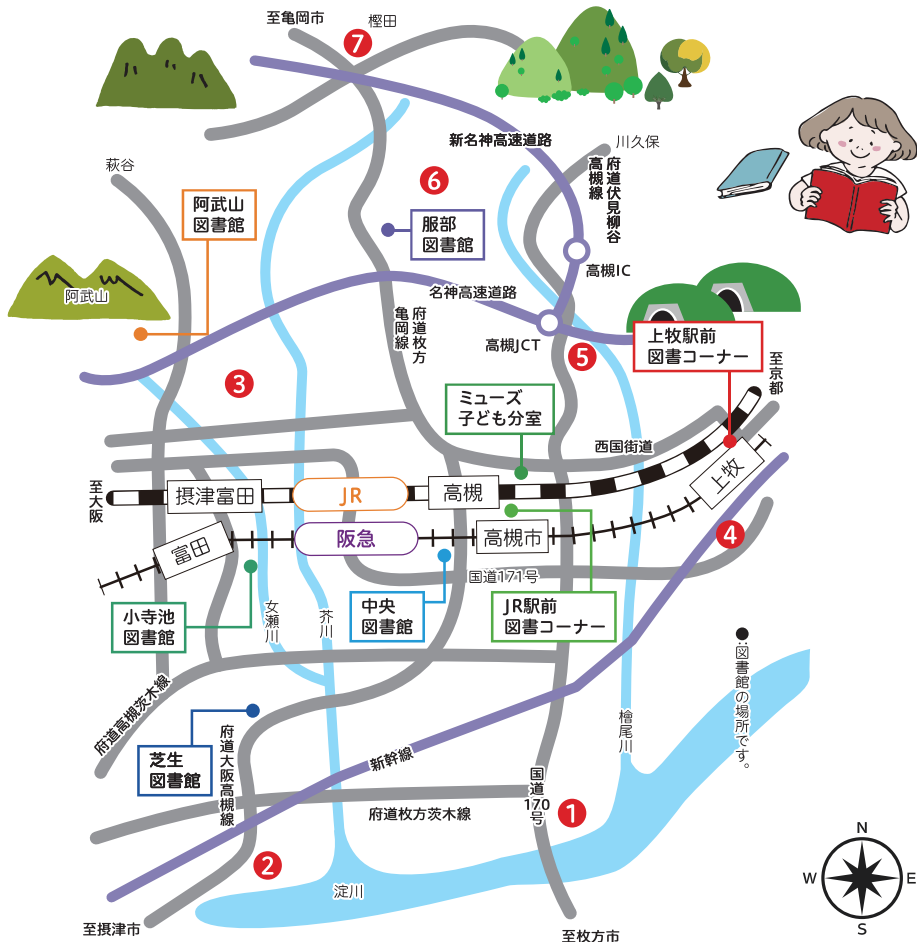 至亀岡市
樫田
7
新名神高速道路
川久保
府道伏見柳谷
高槻線
萩谷
6
阿武山
図書館
服部
図書館
高槻IC
阿武山
名神高速道路
府道枚方
亀岡線
高槻JCT
上牧駅前
図書コーナー
5
至京都
3
ミューズ
子ども分室
西国街道
至大阪
摂津富田
JR
高槻
上牧
富田
阪急
高槻市
4
国道171号
小寺池
図書館
女瀬川
芥川
中央
図書館
JR駅前
図書コーナー
●:図書館の場所です。
府道高槻茨木線
芝生
図書館
府道大阪高槻線
新幹線
檜尾川
国道
170
号
府道枚方茨木線
1
2
淀川
至摂津市
至枚方市
N
W
E
S